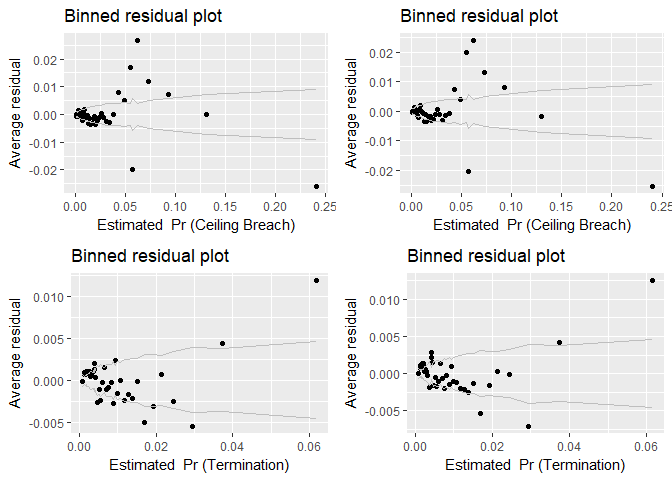 Binned residual plot
Average residual
0.02
0.01
0.00
-0.01
-0.02
0.00 0.05 0.10 0.15 0.20 0.25
Estimated Pr (Ceiling Breach)
Binned residual plot
Average residual
0.02
0.01
0.00
-0.01
-0.02
0.00 0.05 0.10 0.15 0.20 0.25
Estimated Pr (Ceiling Breach)
Binned residual plot
Average residual
0.010
0.005
0.000
-0.005
0.00 0.02 0.04 0.06
Estimated Pr (Termination)
Binned residual plot
Average residual
0.010
0.005
0.000
-0.005
0.00 0.02 0.04 0.06
Estimated Pr (Termination)